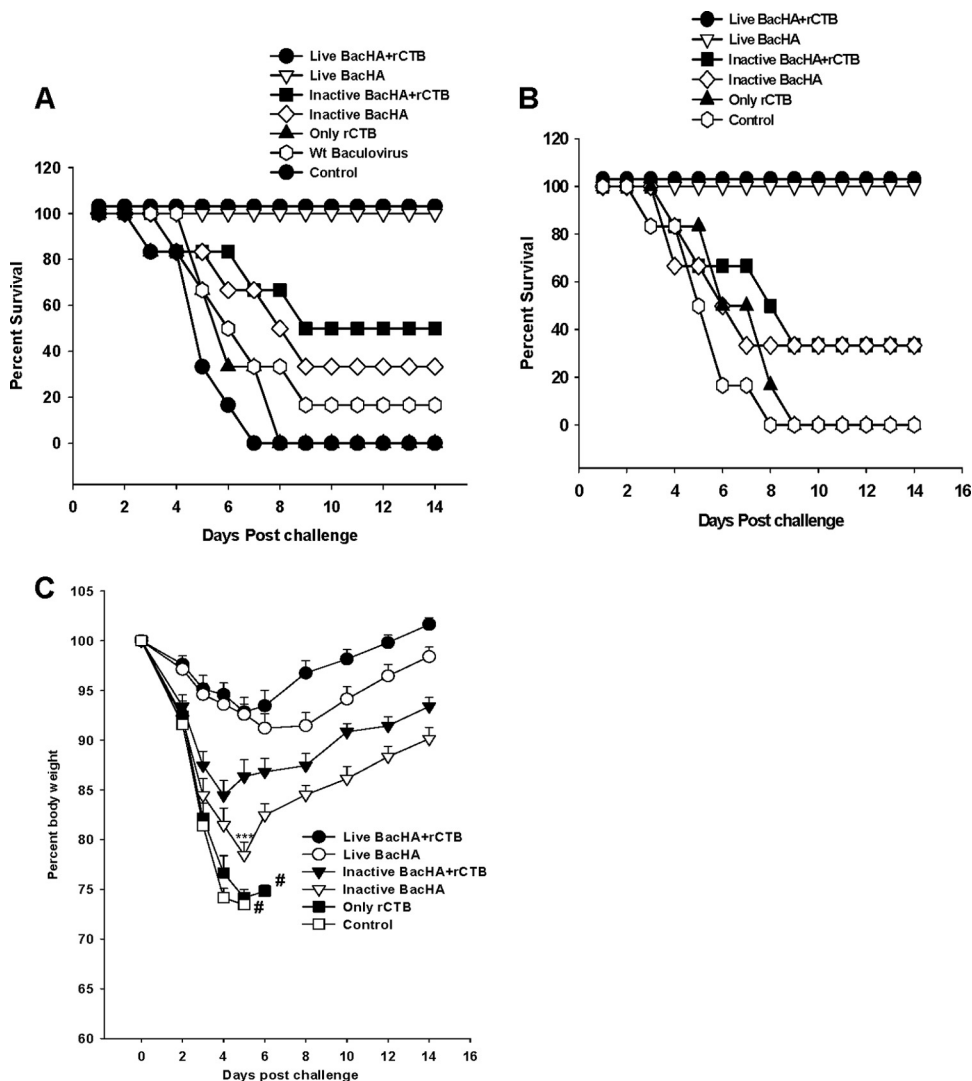 A
Live BacHA+rCTB
Live BacHA
Inactive BacHA+rCTB
Inactive BacHA
Only rCTB
Wt Baculovirus
Control
120
100
80
60
40
20
0
Percent Survival
0 2 4 6 8 10 12 14
Days Post challenge
B
Live BacHA+rCTB
Live BacHA
Inactive BacHA+rCTB
Inactive BacHA
Only rCTB
Control
120
100
80
60
40
20
0
Percent Survival
0 2 4 6 8 10 12 14 16
Days Post challenge
C
105
100
95
90
85
80
75
70
65
60
Percent body weight
***
#
#
Live BacHA+rCTB
Live BacHA
Inactive BacHA+rCTB
Inactive BacHA
Only rCTB
Control
0 2 4 6 8 10 12 14 16
Days post challenge